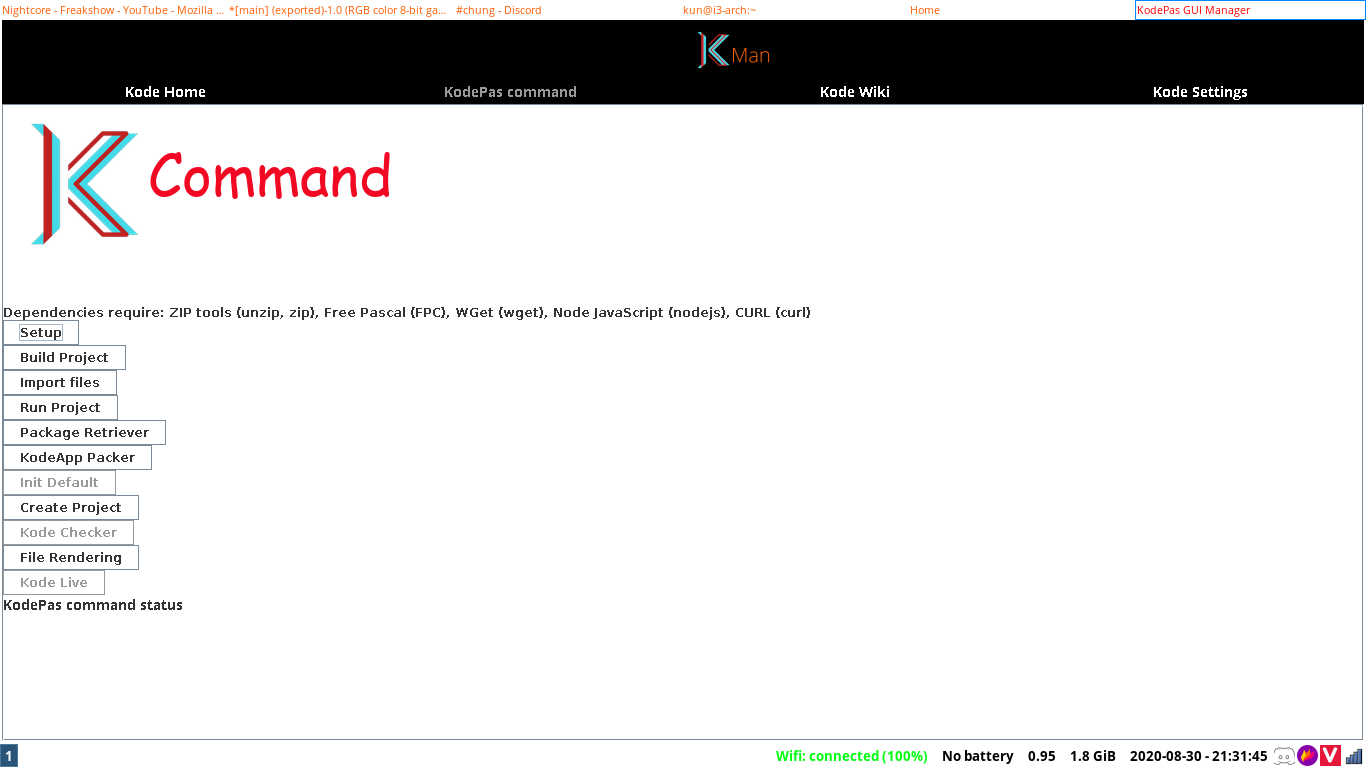 Nightcore - Freakshow - YouTube - Mozilla ... *[main] (exported)-1.0 (RGB color 8-bit ga... #chung - Discord kun@i3-arch:~ Home KodePas GUI Manager
K Man
Kode Home KodePas command Kode Wiki Kode Settings
K Command
Dependencies require: ZIP tools (unzip, zip), Free Pascal (FPC), WGet (wget), Node JavaScript (nodejs), CURL (curl)
Setup
Build Project
Import files
Run Project
Package Retriever
KodeApp Packer
Init Default
Create Project
Kode Checker
File Rendering
Kode Live
KodePas command status
1 Wifi: connected (100%) No battery 0.95 1.8 GiB 2020-08-30 - 21:31:45 V